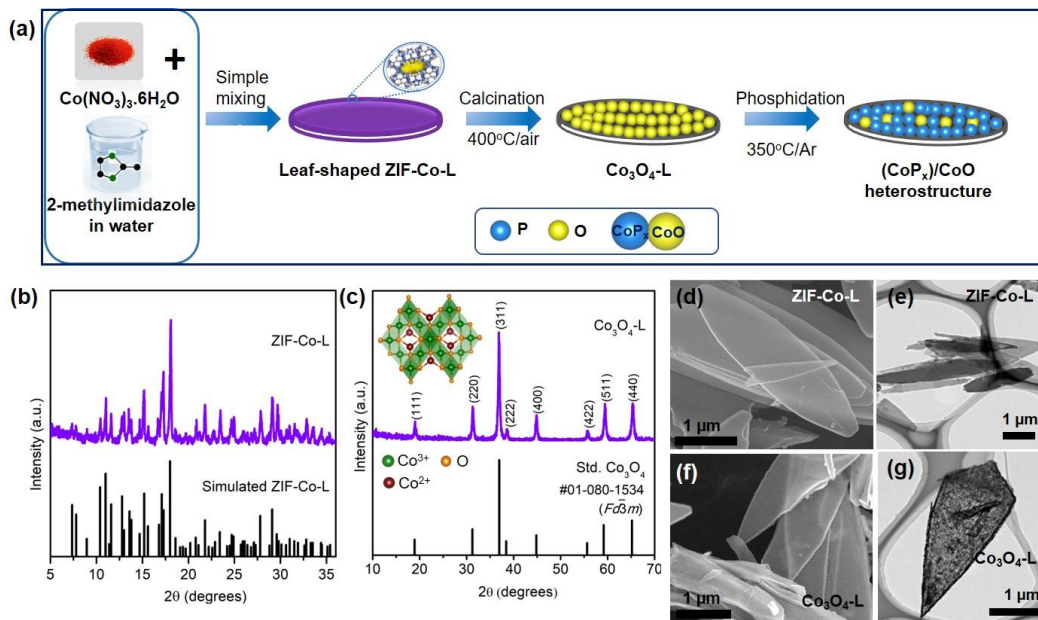 (a)
Co(NO₃)₃.6H₂O
+
2-methylimidazole
in water
Simple
mixing
Leaf-shaped ZIF-Co-L
Calcination
400°C/air
Co₃O₄-L
Phosphidation
350°C/Ar
(CoPₓ)/CoO
heterostructure
P
O
CoPₓ
CoO
(b)
ZIF-Co-L
Simulated ZIF-Co-L
Intensity (a.u.)
5 10 15 20 25 30 35
2θ (degrees)
(c)
Co₃O₄-L
(111)
(220)
(311)
(222)
(400)
(422)
(511)
(440)
Co³⁺
O
Co²⁺
Std. Co₃O₄
#01-080-1534
(Fd3̅m)
Intensity (a.u.)
10 20 30 40 50 60 70
2θ (degrees)
(d)
ZIF-Co-L
1 µm
(e)
ZIF-Co-L
1 µm
(f)
Co₃O₄-L
1 µm
(g)
Co₃O₄-L
1 µm